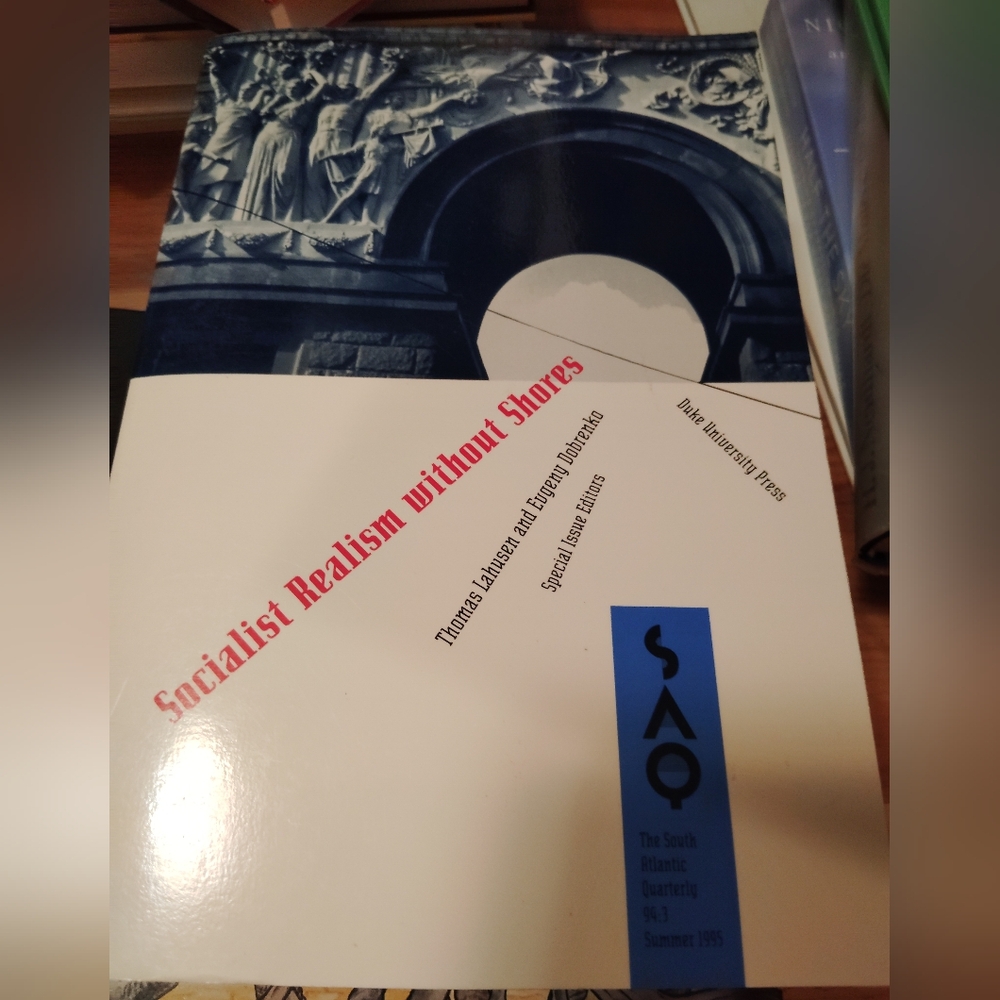 Socialist Realism without Shores
Thomas Lahusen and Evgeny Dobrenko
Special Issue Editors
Duke University Press
SAQ
The South
Atlantic
Quarterly
94:3
Summer 1995
NI